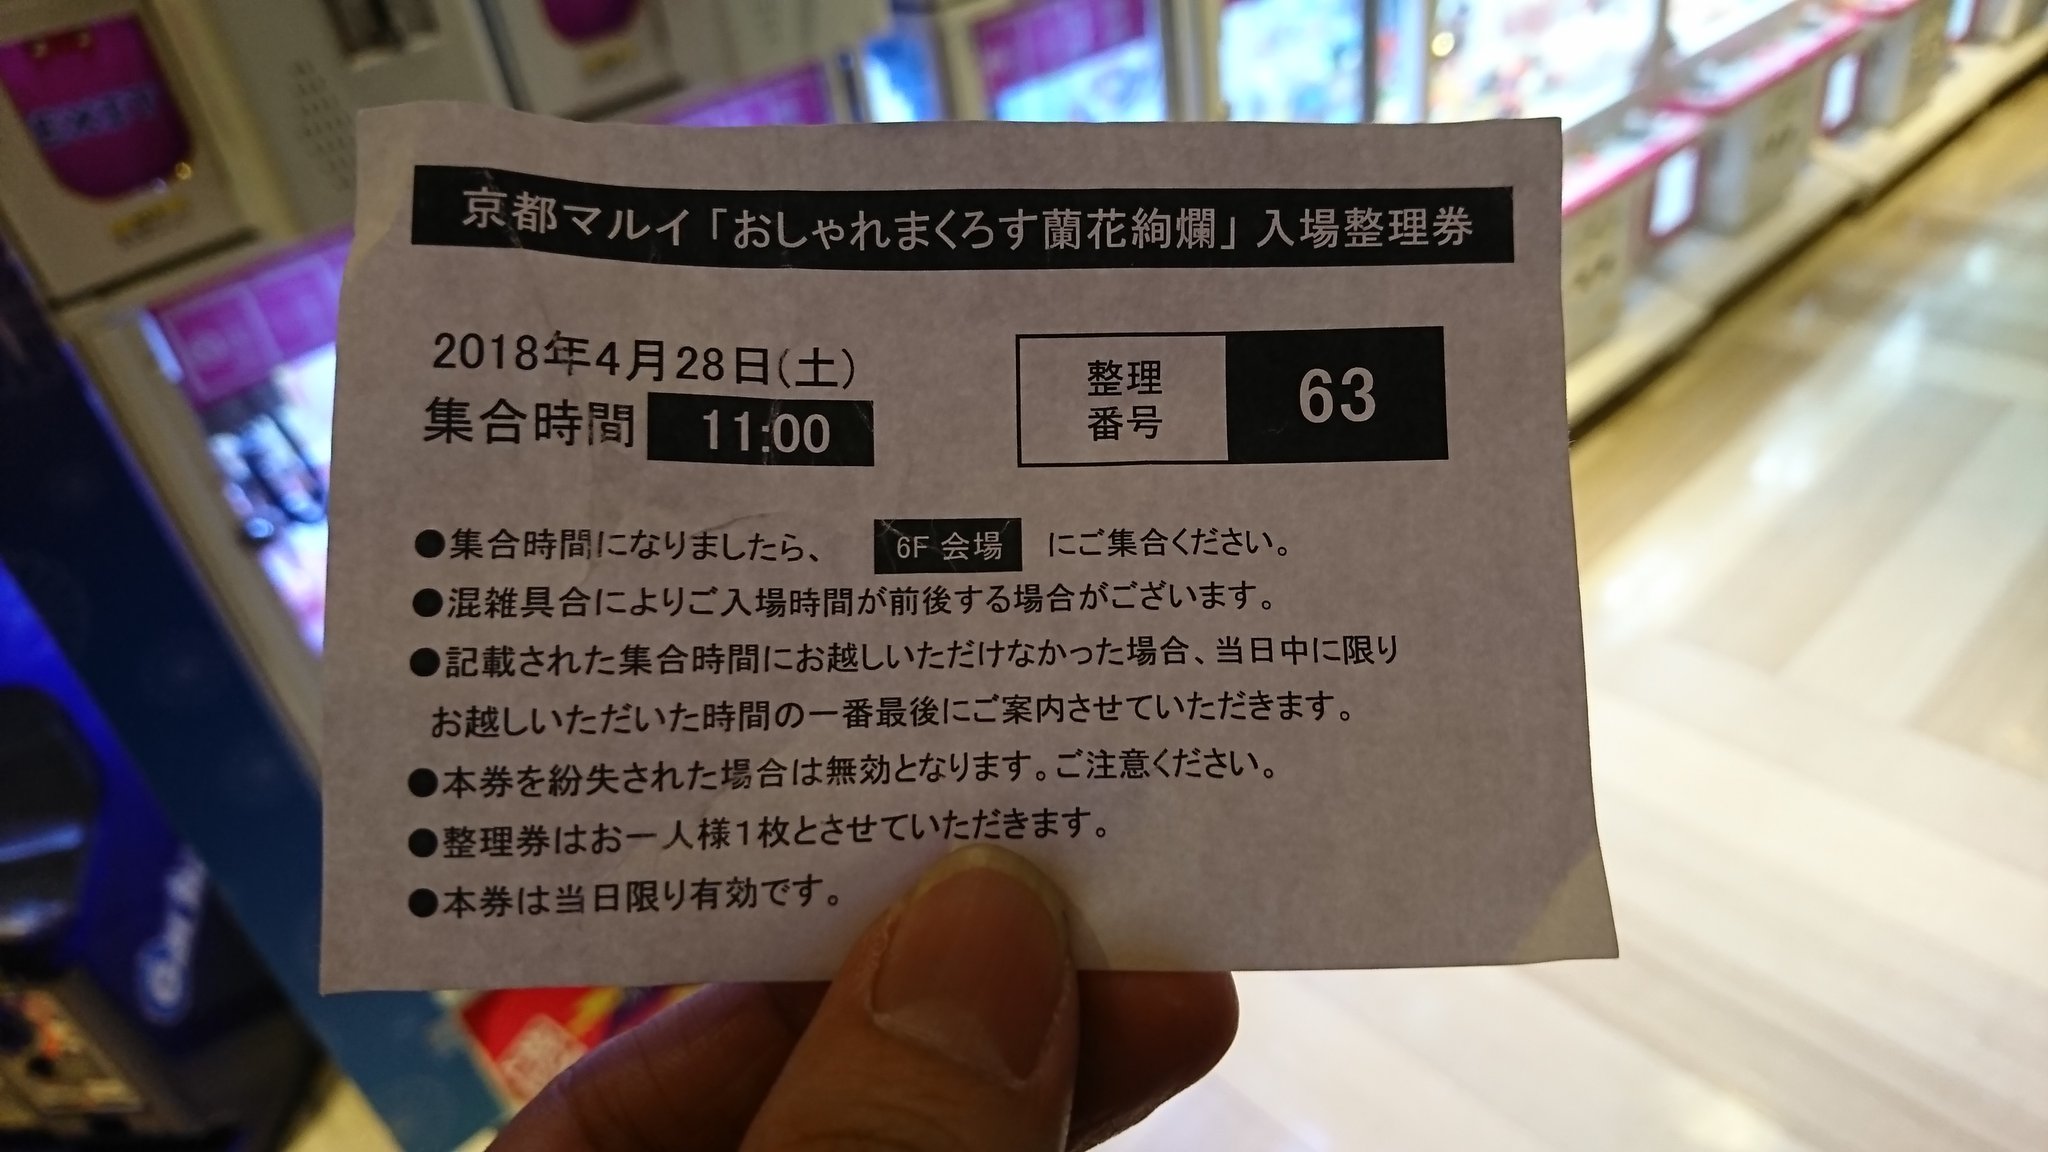 京都マルイ「おしゃれまくろす蘭花絢爛」入場整理券
2018年4月28日(土)
集合時間 11:00
整理番号 63
●集合時間になりましたら、 6F 会場 にご集合ください。
●混雑具合によりご入場時間が前後する場合がございます。
●記載された集合時間にお越しいただけなかった場合、当日中に限り
お越しいただいた時間の一番最後にご案内させていただきます。
●本券を紛失された場合は無効となります。ご注意ください。
●整理券はお一人様1枚とさせていただきます。
●本券は当日限り有効です。